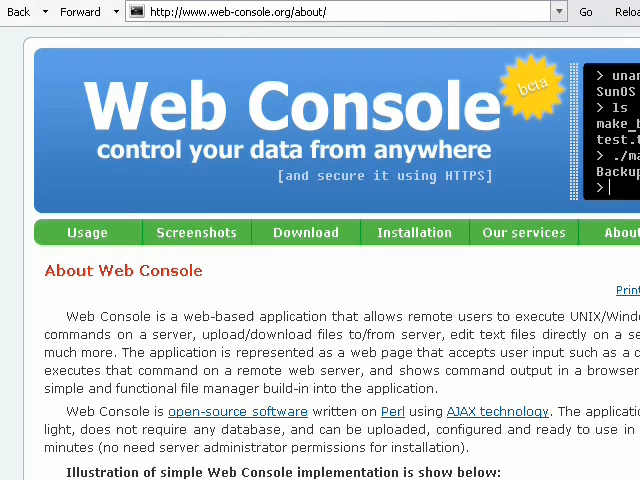 Back Forward http://www.web-console.org/about/ Go Reloa
Web Console beta
control your data from anywhere
[and secure it using HTTPS]
> unan
SunOS
> ls
make_b
test.t
> ./ma
Backup
>
Usage Screenshots Download Installation Our services About
About Web Console
Print
Web Console is a web-based application that allows remote users to execute UNIX/Windo
commands on a server, upload/download files to/from server, edit text files directly on a se
much more. The application is represented as a web page that accepts user input such as a c
executes that command on a remote web server, and shows command output in a browser
simple and functional file manager build-in into the application.
Web Console is open-source software written on Perl using AJAX technology. The applicatio
light, does not require any database, and can be uploaded, configured and ready to use in
minutes (no need server administrator permissions for installation).
Illustration of simple Web Console implementation is show below: